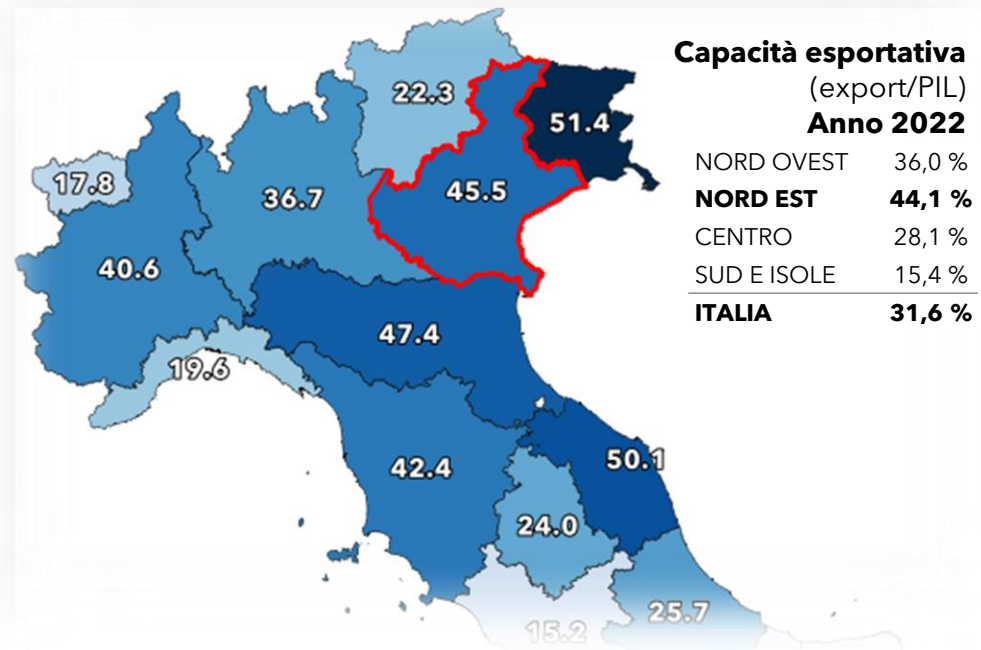 Capacità esportativa
(export/PIL)
Anno 2022
NORD OVEST 36,0 %
NORD EST 44,1 %
CENTRO 28,1 %
SUD E ISOLE 15,4 %
ITALIA 31,6 %
22.3
51.4
17.8
36.7
45.5
40.6
47.4
19.6
42.4
50.1
24.0
25.7
15.2